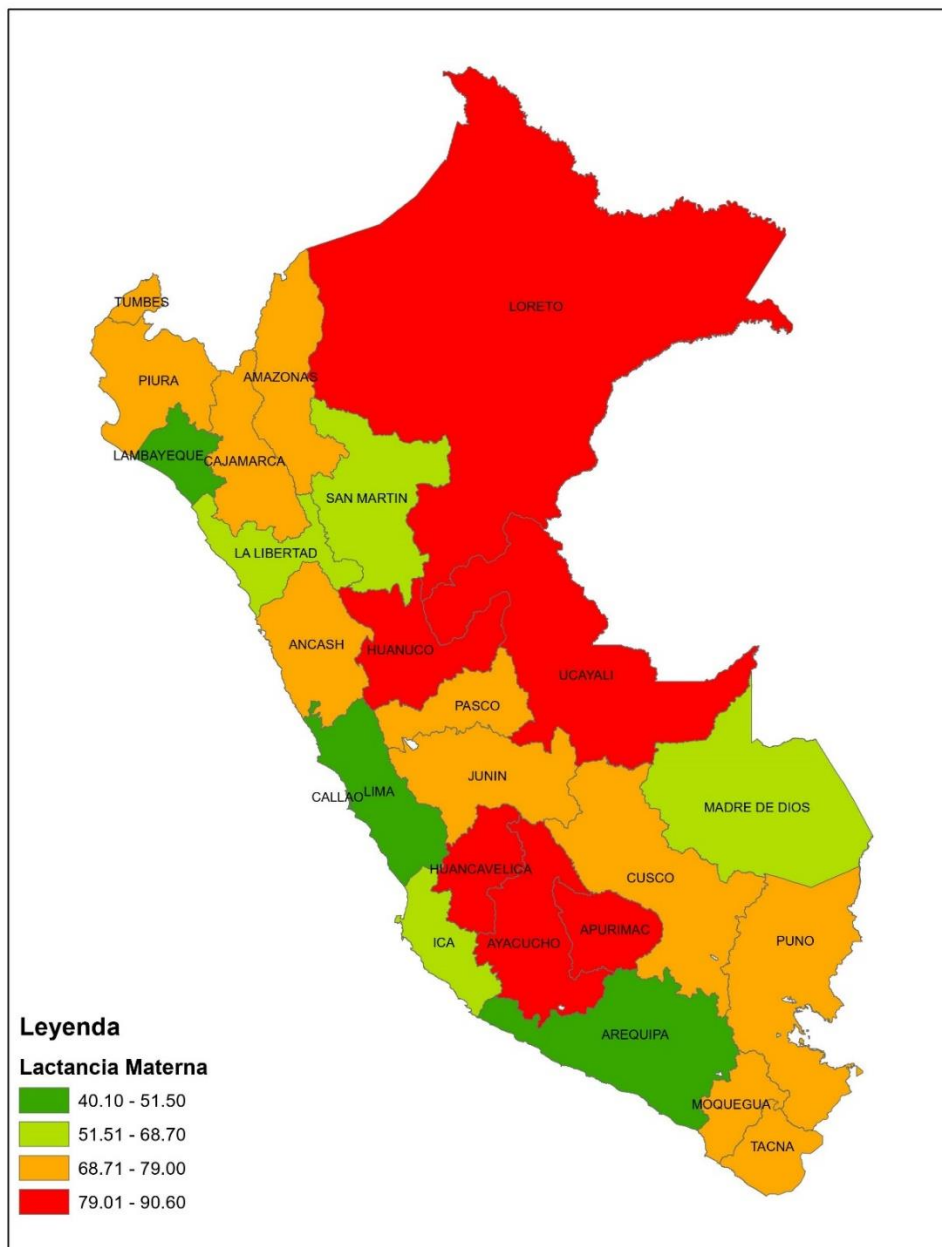 LORETO
TUMBES
PIURA
AMAZONAS
LAMBAYEQUE
CAJAMARCA
SAN MARTIN
LA LIBERTAD
ANCASH
HUANUCO
UCAYALI
PASCO
JUNIN
CALLAO
LIMA
MADRE DE DIOS
HUANCAVELICA
CUSCO
ICA
AYACUCHO
APURIMAC
PUNO
AREQUIPA
MOQUEGUA
TACNA
Leyenda
Lactancia Materna
40.10 - 51.50
51.51 - 68.70
68.71 - 79.00
79.01 - 90.60